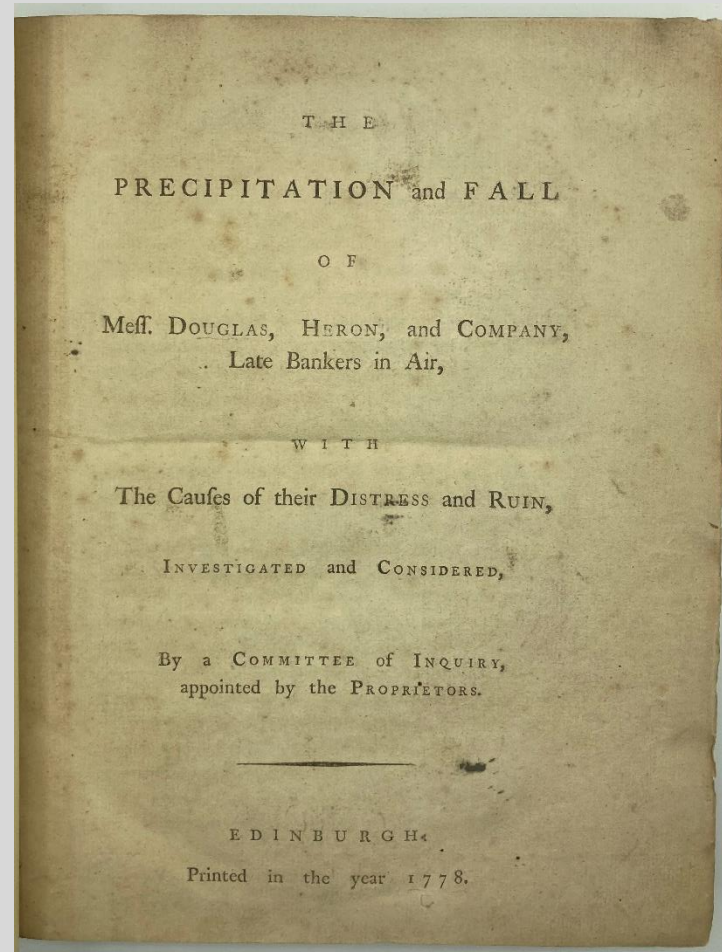 THE
PRECIPITATION and FALL
OF
Meſſ. DOUGLAS, HERON, and COMPANY,
Late Bankers in Air,
WITH
The Cauſes of their DISTRESS and RUIN,
INVESTIGATED and CONSIDERED,
By a COMMITTEE of INQUIRY,
appointed by the PROPRIETORS.
EDINBURGH:
Printed in the year 1778.